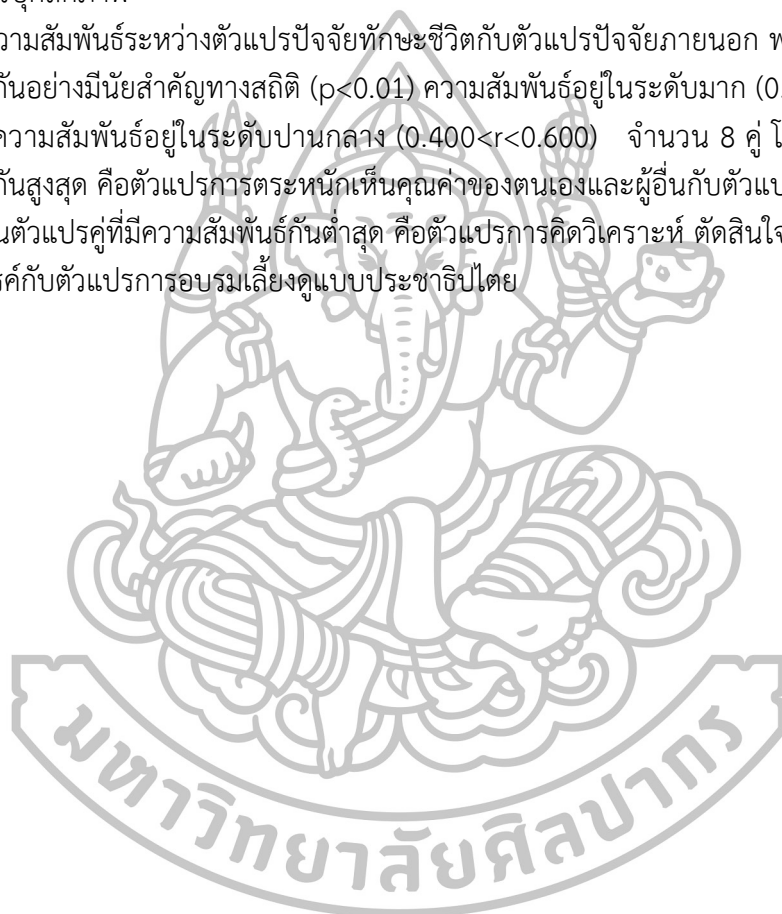 ความสัมพันธ์ระหว่างตัวแปรปัจจัยทักษะชีวิตกับตัวแปรปัจจัยภายนอก
กันอย่างมีนัยสำคัญทางสถิติ (p<0.01) ความสัมพันธ์อยู่ในระดับมาก (0.
ความสัมพันธ์อยู่ในระดับปานกลาง (0.400<r<0.600) จำนวน 8 คู่
กันสูงสุด คือตัวแปรการตระหนักเห็นคุณค่าของตนเองและผู้อื่นกับตัวแป
นตัวแปรคู่ที่มีความสัมพันธ์กันต่ำสุด คือตัวแปรการคิดวิเคราะห์ ตัดสินใจ
รค์กับตัวแปรการอบรมเลี้ยงดูแบบประชาธิปไตย
มหาวิทยาลัยศิลปากร